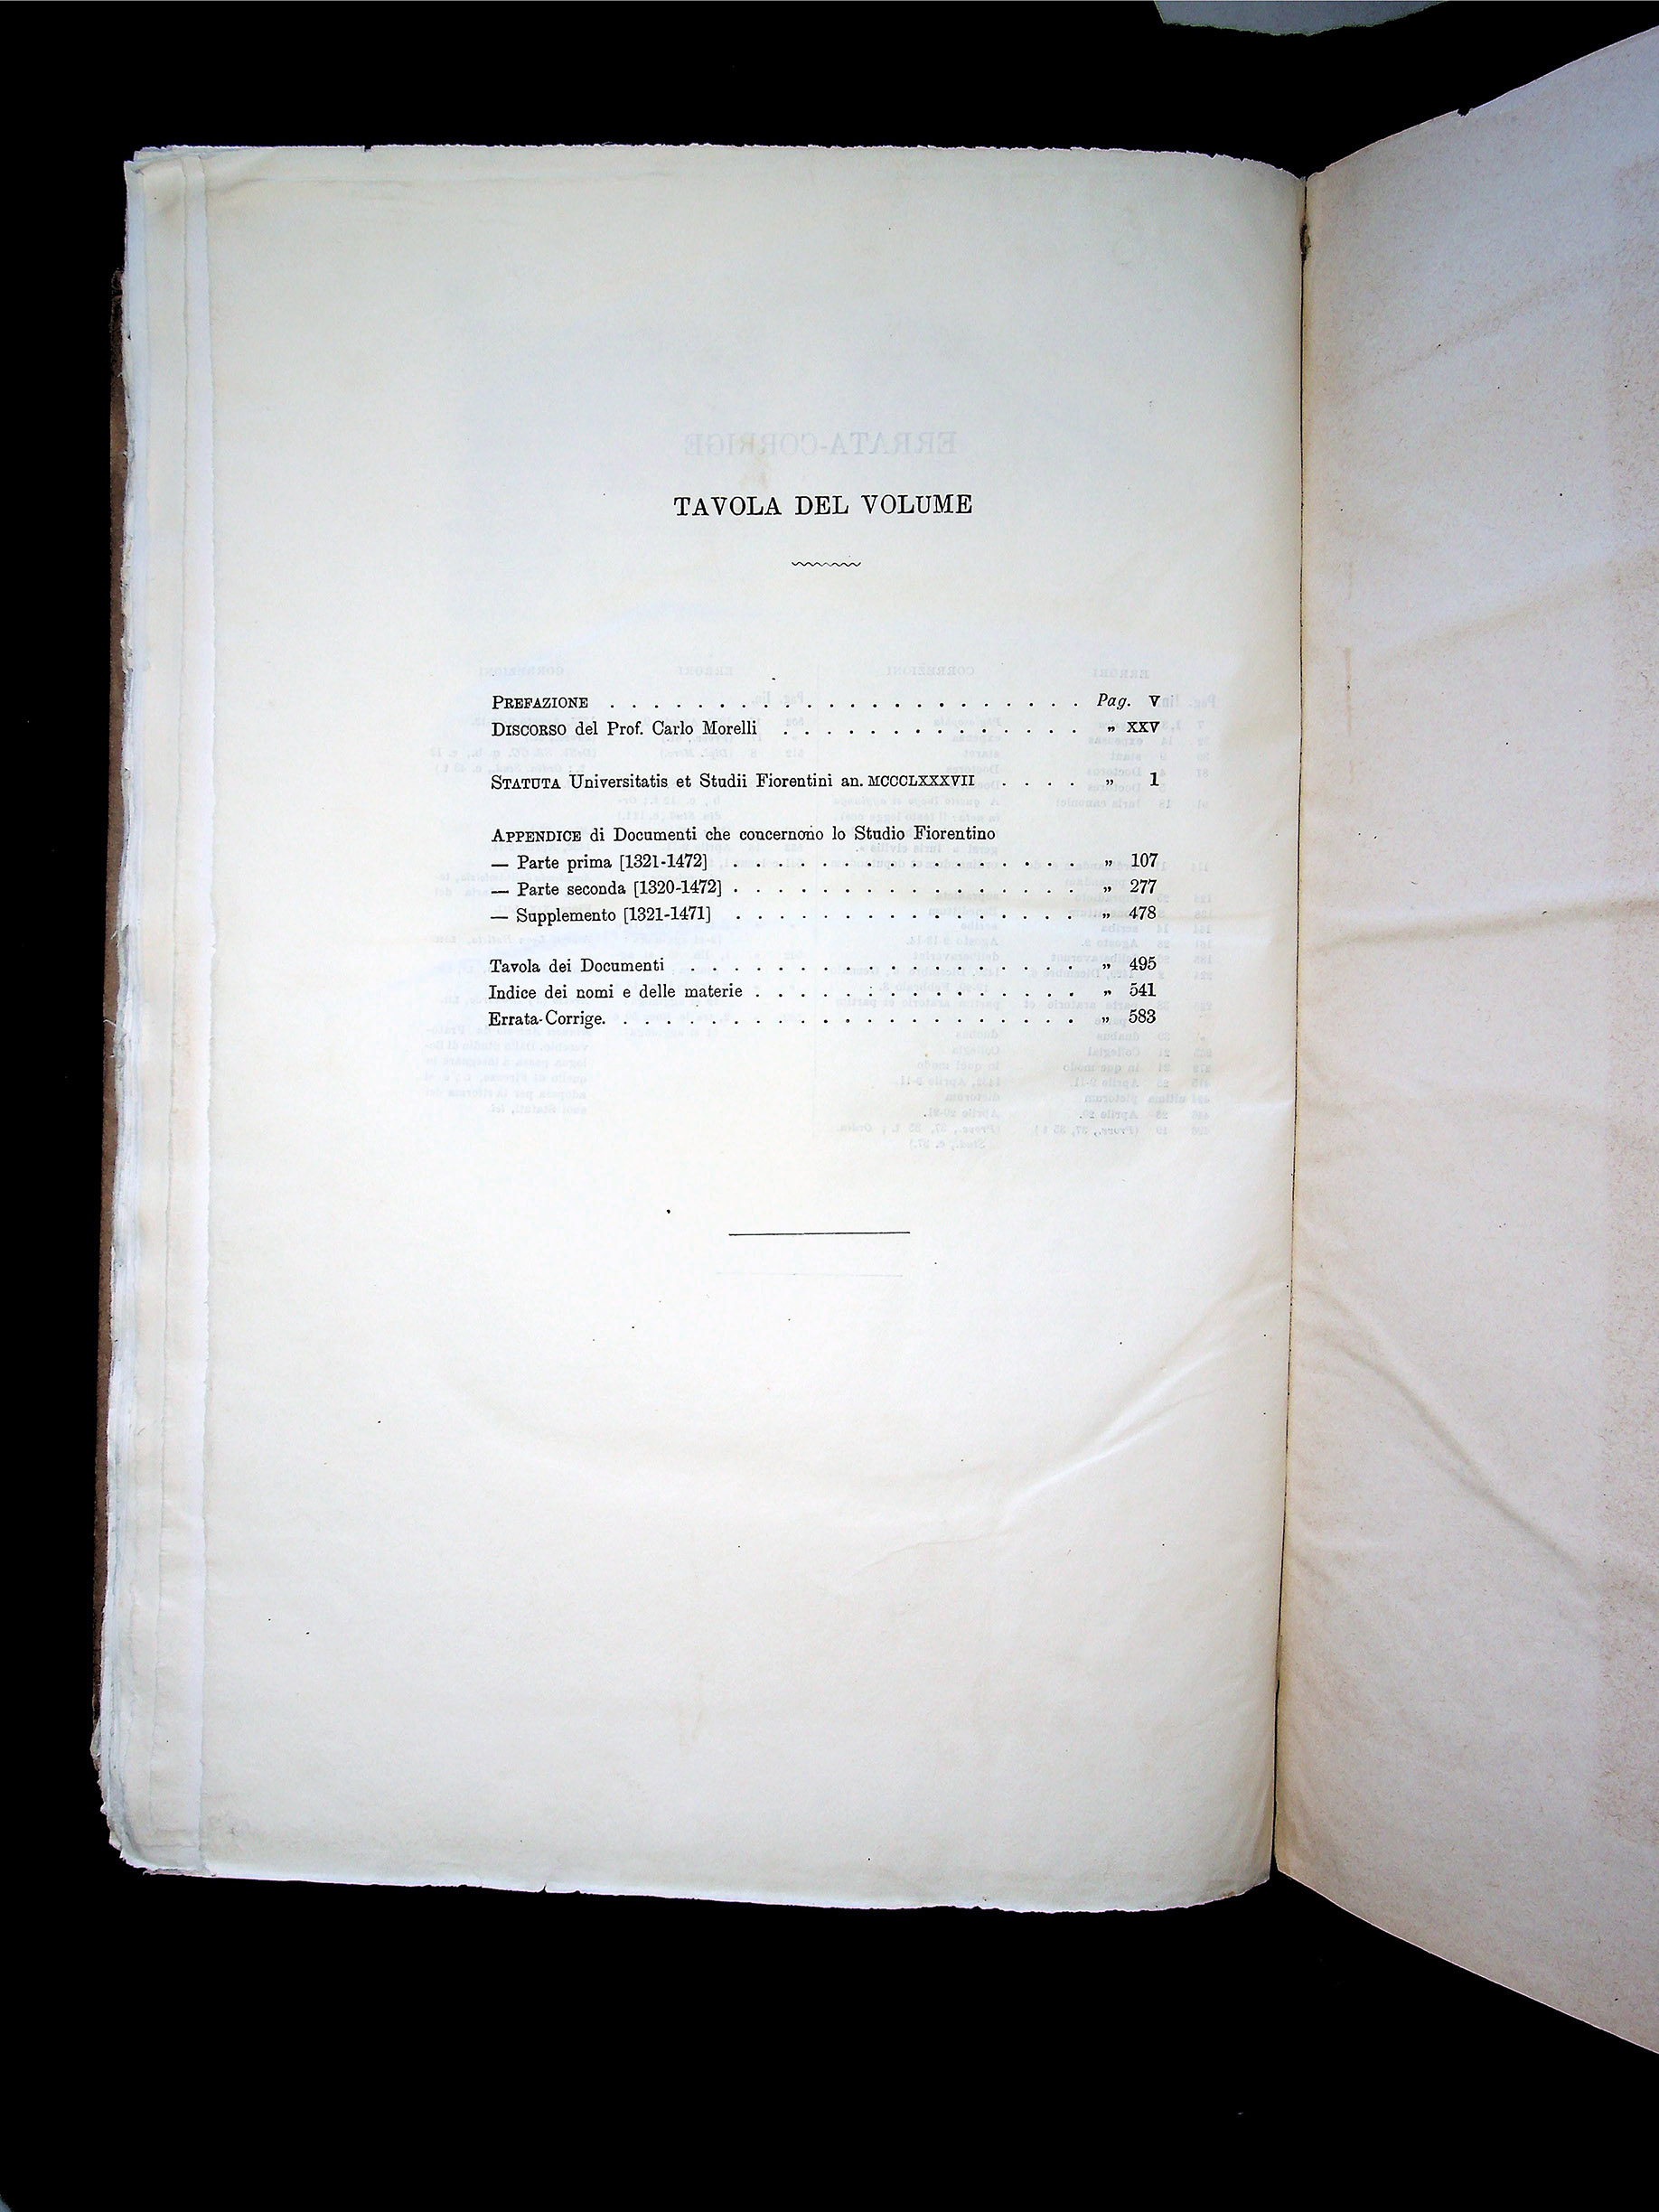 TAVOLA DEL VOLUME
PREFAZIONE . . . . . . . . . . . . . . . . . . . . . . Pag. V
DISCORSO del Prof. Carlo Morelli . . . . . . . . . . . . . . „ XXV
STATUTA Universitatis et Studii Fiorentini an. MCCCLXXXVII . . . . „ 1
APPENDICE di Documenti che concernono lo Studio Fiorentino
— Parte prima [1321-1472] . . . . . . . . . . . . . . . . „ 107
— Parte seconda [1320-1472] . . . . . . . . . . . . . . . . „ 277
— Supplemento [1321-1471] . . . . . . . . . . . . . . . . „ 478
Tavola dei Documenti . . . . . . . . . . . . . . . . . . „ 495
Indice dei nomi e delle materie . . . . . . . . . . . . . . . „ 541
Errata-Corrige. . . . . . . . . . . . . . . . . . . . . . „ 583